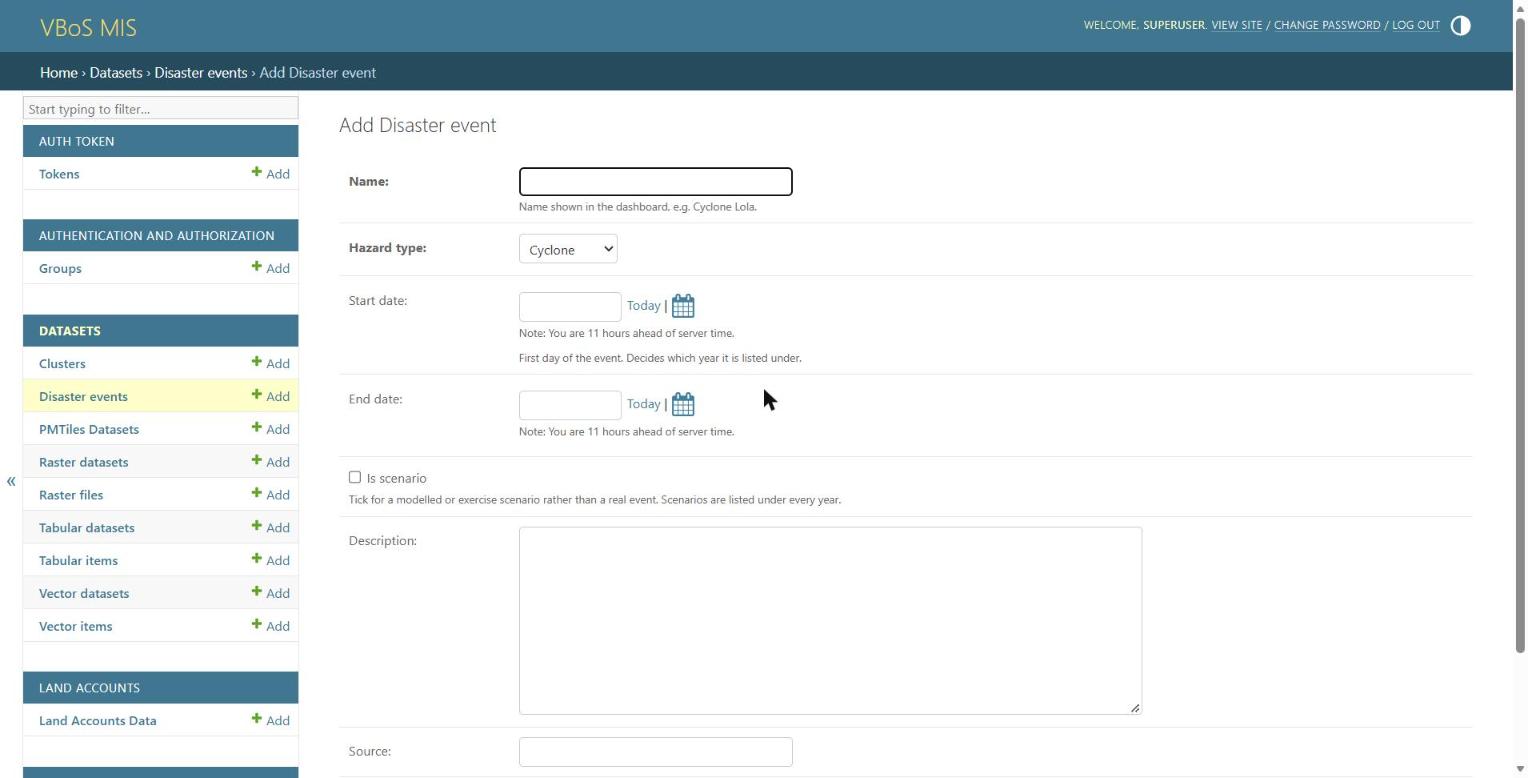 VBoS MIS
WELCOME, SUPERUSER. VIEW SITE / CHANGE PASSWORD / LOG OUT
Home › Datasets › Disaster events › Add Disaster event
Start typing to filter...
AUTH TOKEN
Tokens Add
AUTHENTICATION AND AUTHORIZATION
Groups Add
DATASETS
Clusters Add
Disaster events Add
PMTiles Datasets Add
Raster datasets Add
Raster files Add
Tabular datasets Add
Tabular items Add
Vector datasets Add
Vector items Add
LAND ACCOUNTS
Land Accounts Data Add
«
Add Disaster event
Name:
Name shown in the dashboard, e.g. Cyclone Lola.
Hazard type: Cyclone
Start date: Today |
Note: You are 11 hours ahead of server time.
First day of the event. Decides which year it is listed under.
End date: Today |
Note: You are 11 hours ahead of server time.
Is scenario
Tick for a modelled or exercise scenario rather than a real event. Scenarios are listed under every year.
Description:
Source: